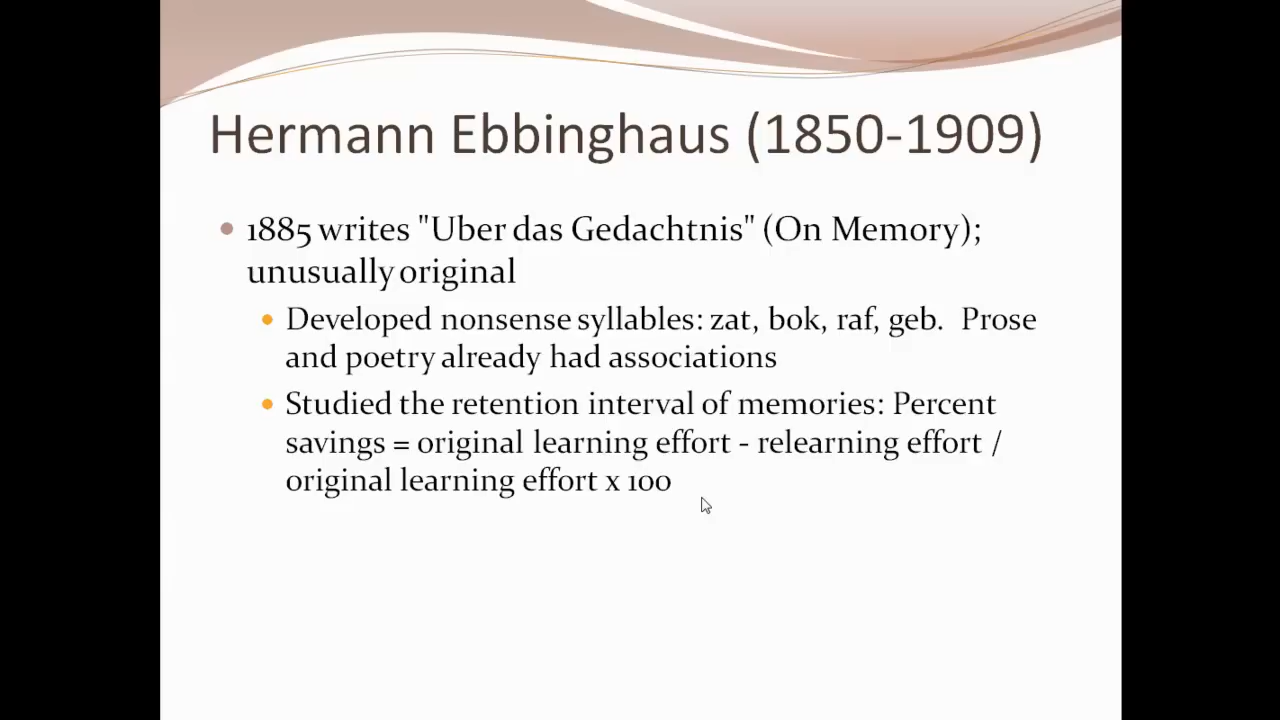 Hermann Ebbinghaus (1850-1909)
1885 writes "Uber das Gedachtnis" (On Memory);
unusually original
Developed nonsense syllables: zat, bok, raf, geb.  Prose
and poetry already had associations
Studied the retention interval of memories: Percent
savings = original learning effort - relearning effort /
original learning effort x 100